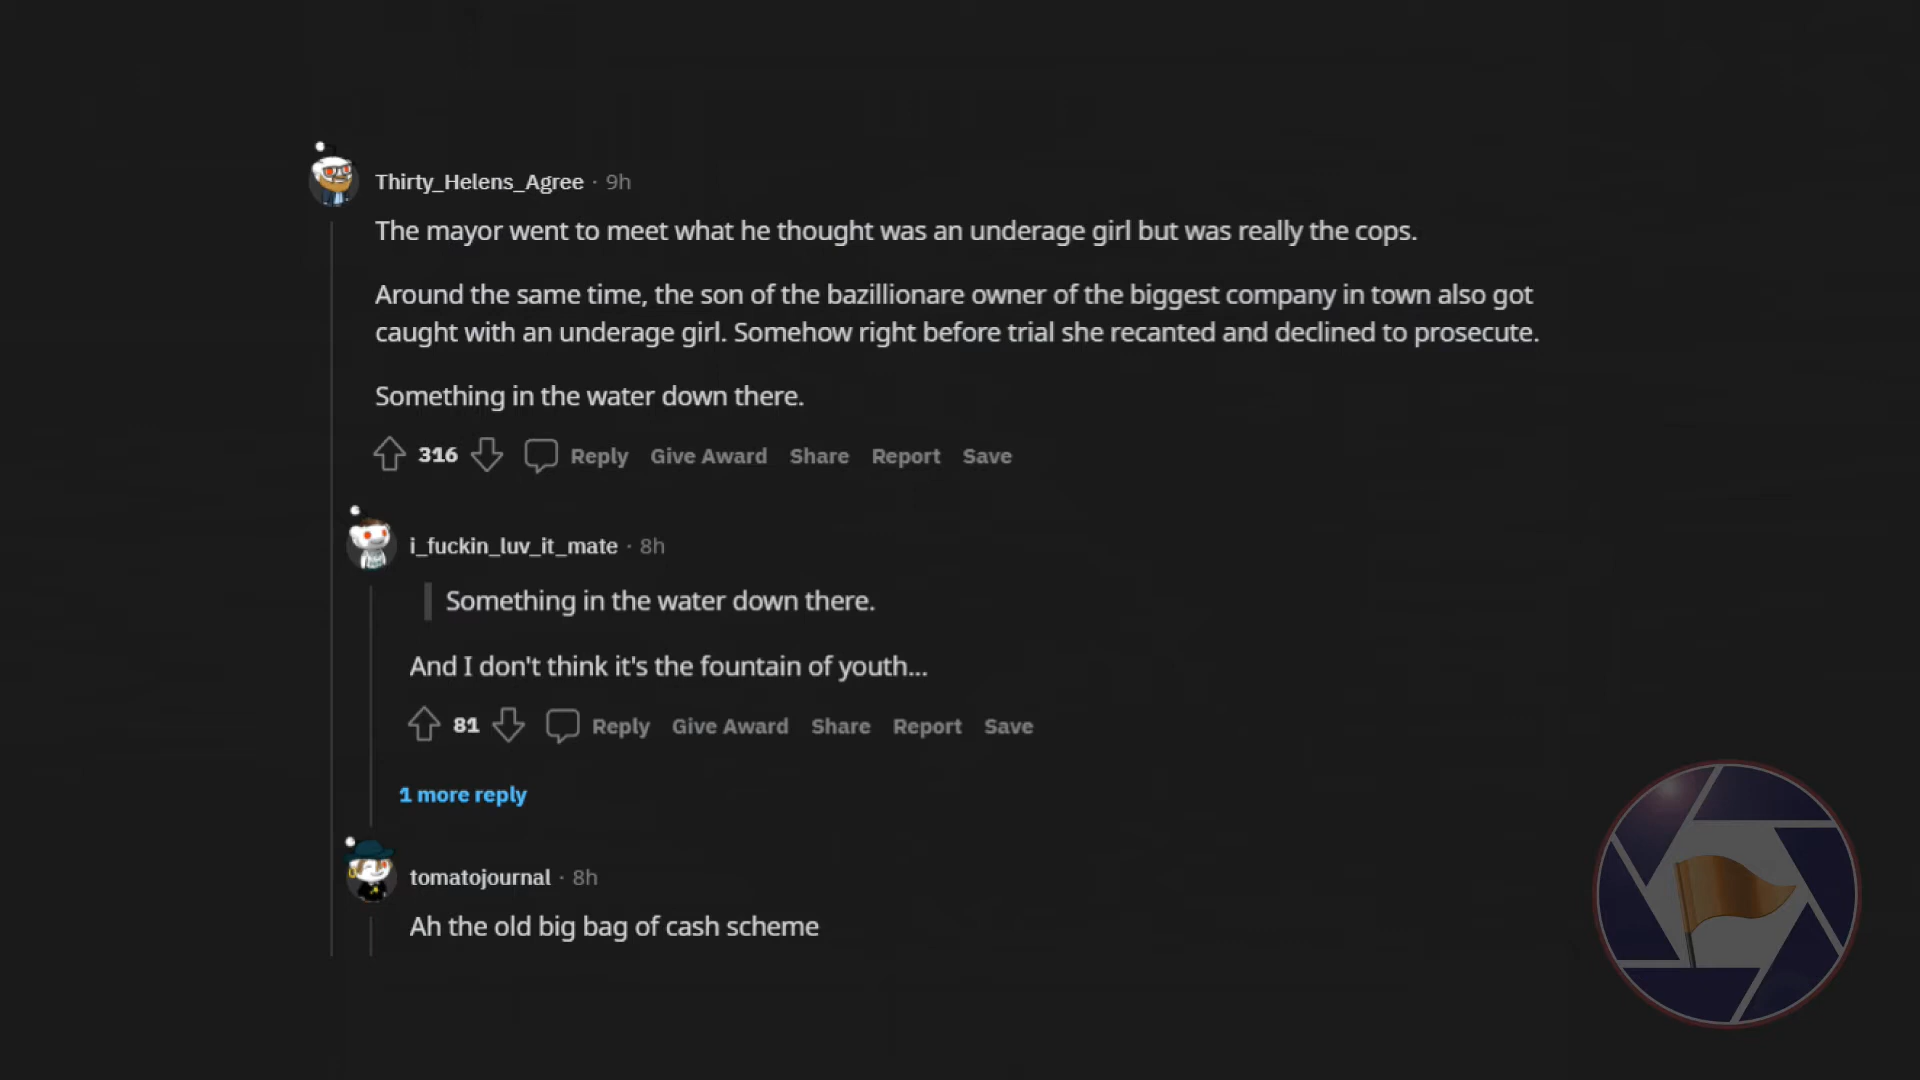 Thirty_Helens_Agree · 9h
The mayor went to meet what he thought was an underage girl but was really the cops.
Around the same time, the son of the bazillionare owner of the biggest company in town also got
caught with an underage girl. Somehow right before trial she recanted and declined to prosecute.
Something in the water down there.
316 Reply Give Award Share Report Save
i_fuckin_luv_it_mate · 8h
Something in the water down there.
And I don't think it's the fountain of youth...
81 Reply Give Award Share Report Save
1 more reply
tomatojournal · 8h
Ah the old big bag of cash scheme